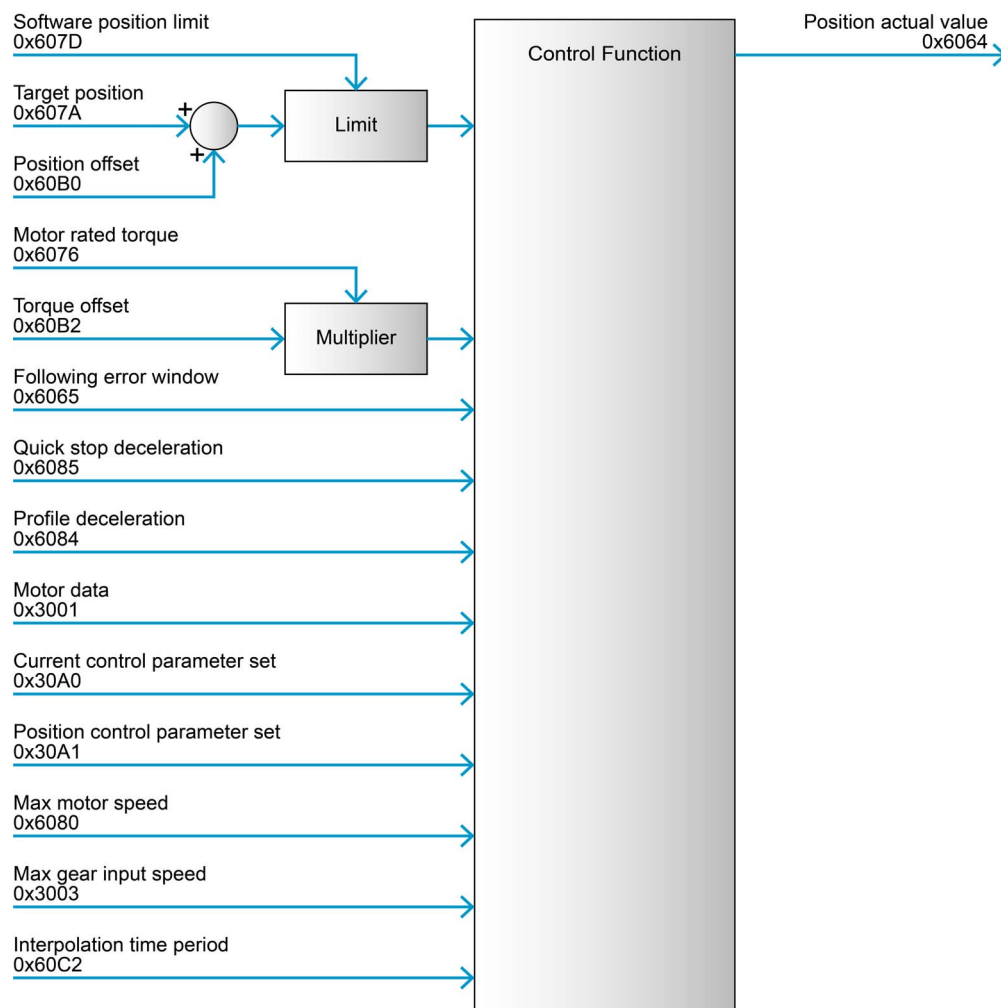 Software position limit
0x607D
Target position
0x607A
+
+
Position offset
0x60B0
Limit
Motor rated torque
0x6076
Torque offset
0x60B2
Multiplier
Following error window
0x6065
Quick stop deceleration
0x6085
Profile deceleration
0x6084
Motor data
0x3001
Current control parameter set
0x30A0
Position control parameter set
0x30A1
Max motor speed
0x6080
Max gear input speed
0x3003
Interpolation time period
0x60C2
Control Function
Position actual value
0x6064